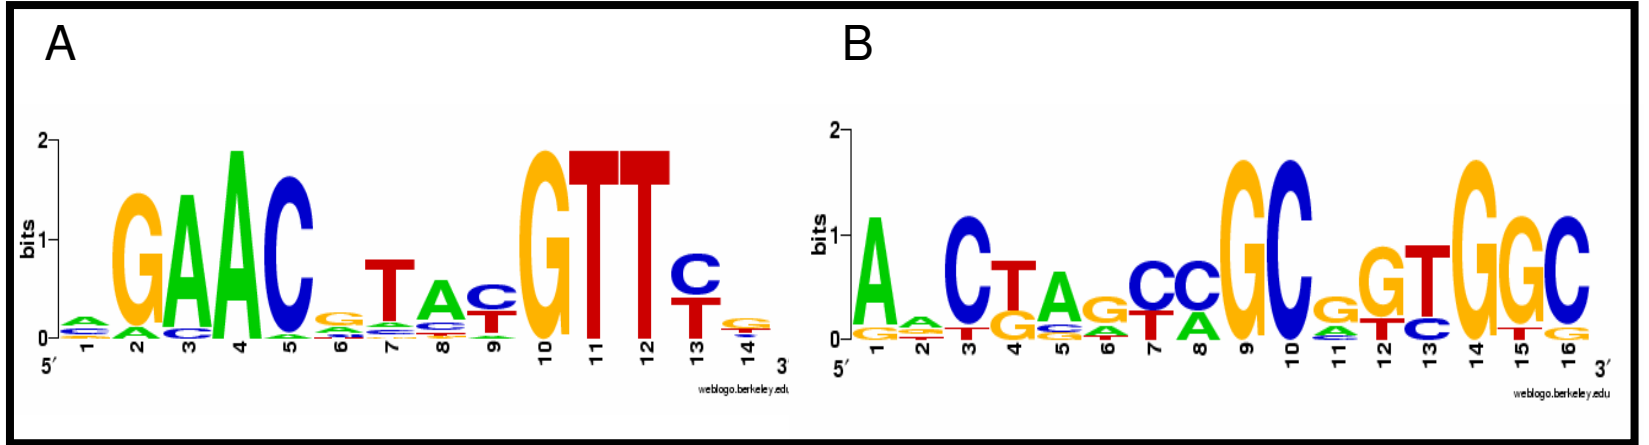 A
B
2
1
0
bits
A G A A C G T A C G T T C G
C A C A A A A C T T T T
G C C C A C
5′ 1 2 3 4 5 6 7 8 9 10 11 12 13 14 3′
weblogo.berkeley.edu
2
1
0
bits
A A C T A G C C G C G G T G G C
G G T G C A T A A T C T G
T G T C
5′ 1 2 3 4 5 6 7 8 9 10 11 12 13 14 15 16 3′
weblogo.berkeley.edu